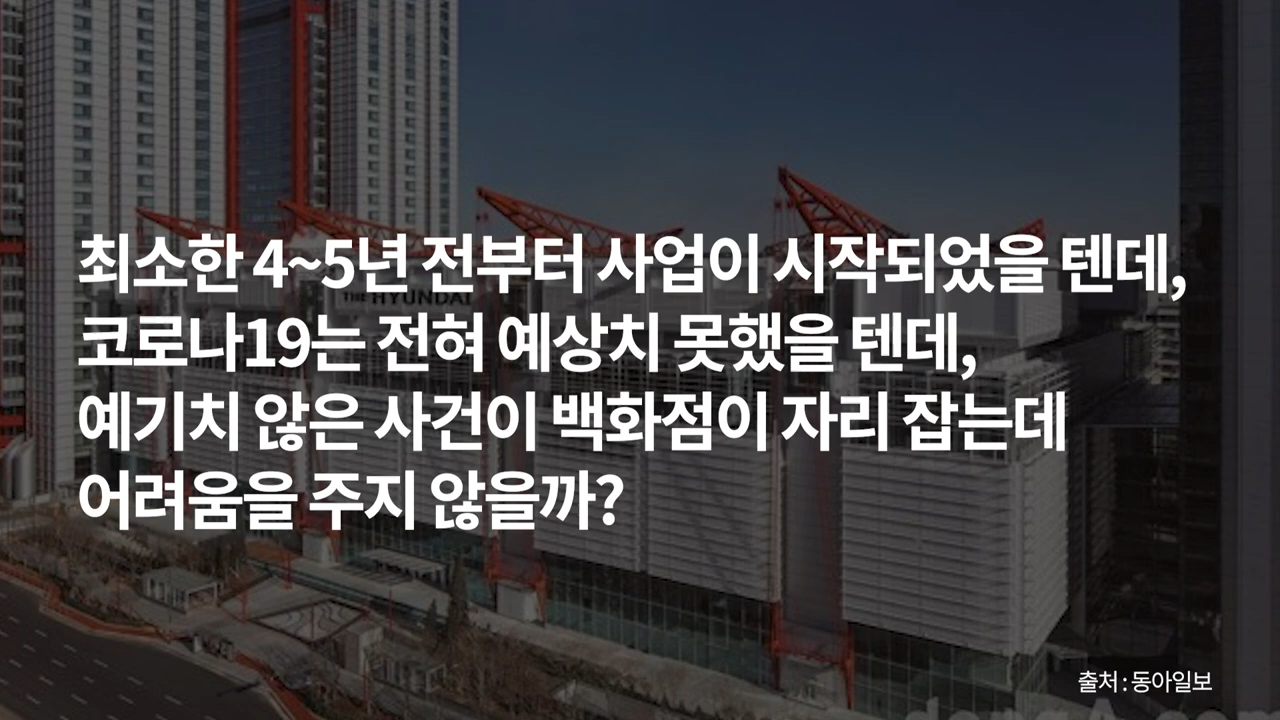 최소한 4~5년 전부터 사업이 시작되었을 텐데,
THE HYUNDAI
코로나19는 전혀 예상치 못했을 텐데,
예기치 않은 사건이 백화점이 자리 잡는데
어려움을 주지 않을까?
출처 : 동아일보